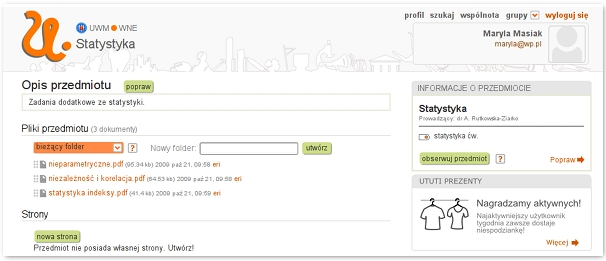 profil szukaj wspólnota grupy wyloguj się
UWM WNE
Statystyka
Maryla Masiak
maryla@wp.pl
Opis przedmiotu popraw
Zadania dodatkowe ze statystyki.
Pliki przedmiotu (3 dokumenty)
bieżący folder ? Nowy folder: utwórz
nieparametryczne.pdf (95.34 kb) 2009 paź 21, 09:58 eri
niezależność i korelacja.pdf (64.53 kb) 2009 paź 21, 09:58 eri
statystyka indeksy.pdf (41.4 kb) 2009 paź 21, 09:59 eri
Strony
nowa strona
Przedmiot nie posiada własnej strony. Utwórz!
INFORMACJE O PRZEDMIOCIE
Statystyka
Prowadzący: dr A. Rutkowska-Ziarko
statystyka ćw.
obserwuj przedmiot ? Popraw
UTUTI PREZENTY
Nagradzamy aktywnych!
Najaktywniejszy użytkownik
tygodnia zawsze dostaje
niespodziankę!
Więcej